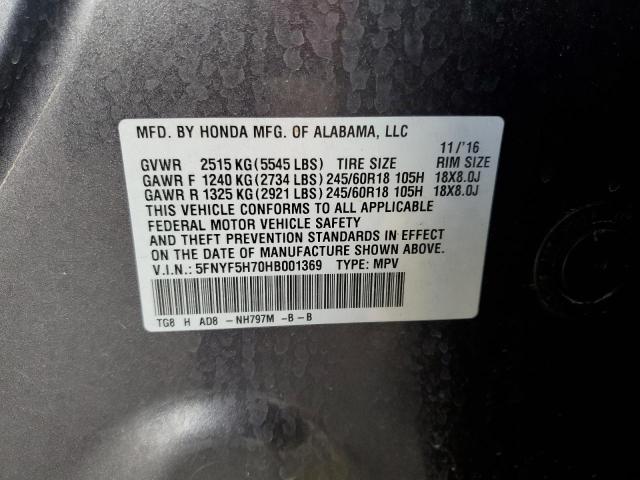 MFD. BY HONDA MFG. OF ALABAMA, LLC
11/'16
GVWR 2515 KG (5545 LBS) TIRE SIZE RIM SIZE
GAWR F 1240 KG (2734 LBS) 245/60R18 105H 18X8.0J
GAWR R 1325 KG (2921 LBS) 245/60R18 105H 18X8.0J
THIS VEHICLE CONFORMS TO ALL APPLICABLE
FEDERAL MOTOR VEHICLE SAFETY
AND THEFT PREVENTION STANDARDS IN EFFECT
ON THE DATE OF MANUFACTURE SHOWN ABOVE.
V.I.N.: 5FNYF5H70HB001369 TYPE: MPV
TG8 H AD8 -NH797M -B-B